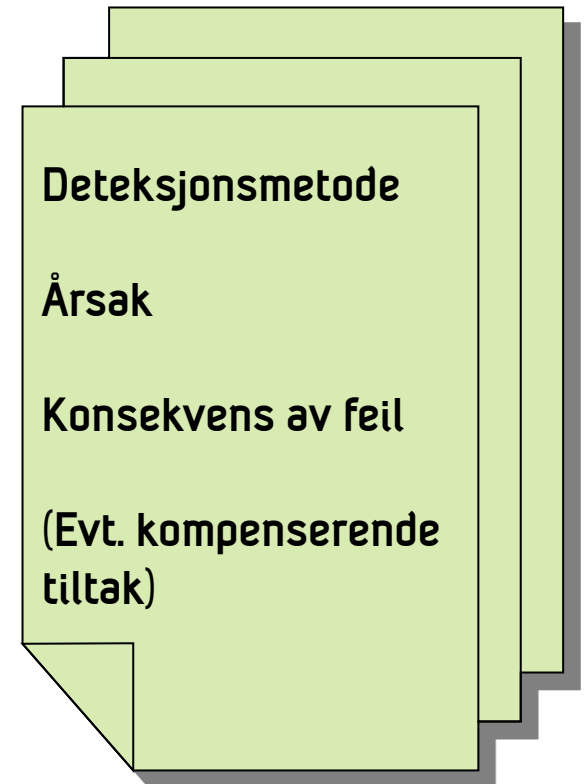 Deteksjonsmetode
Årsak
Konsekvens av feil
(Evt. kompenserende
tiltak)